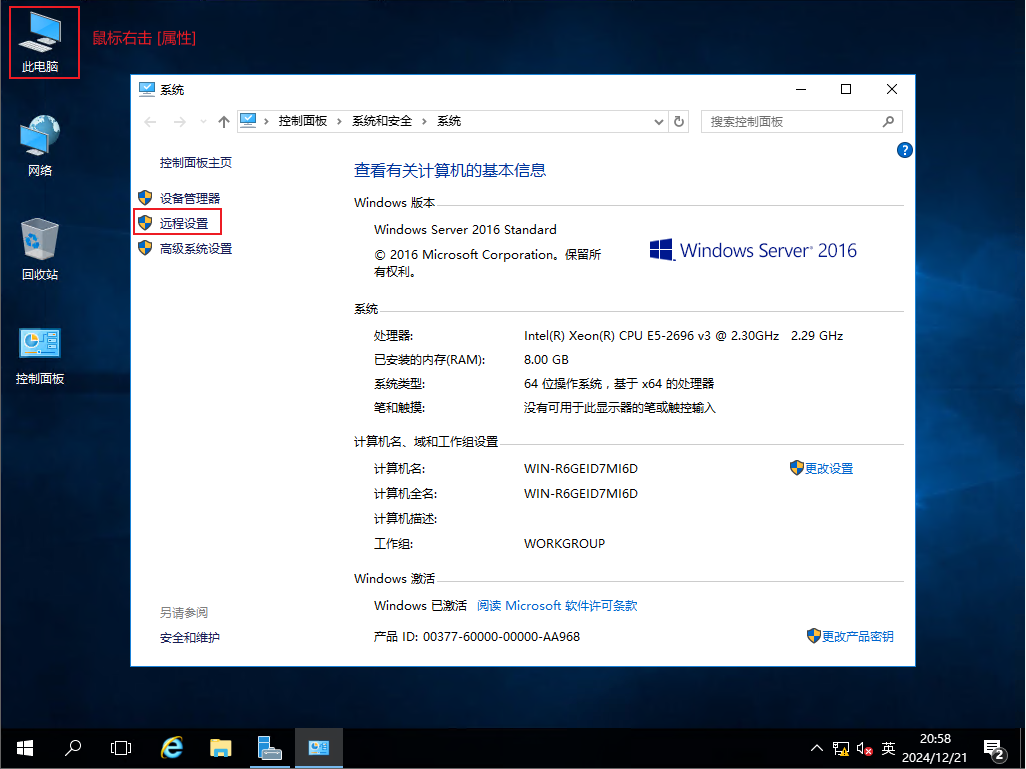 此电脑
鼠标右击 [属性]
网络
回收站
控制面板
系统
控制面板 系统和安全 系统
搜索控制面板
?
控制面板主页
设备管理器
远程设置
高级系统设置
查看有关计算机的基本信息
Windows 版本
Windows Server 2016 Standard
© 2016 Microsoft Corporation。保留所
有权利。
Windows Server® 2016
系统
处理器: Intel(R) Xeon(R) CPU E5-2696 v3 @ 2.30GHz 2.29 GHz
已安装的内存(RAM): 8.00 GB
系统类型: 64 位操作系统，基于 x64 的处理器
笔和触摸: 没有可用于此显示器的笔或触控输入
计算机名、域和工作组设置
计算机名: WIN-R6GEID7MI6D 更改设置
计算机全名: WIN-R6GEID7MI6D
计算机描述:
工作组: WORKGROUP
Windows 激活
Windows 已激活 阅读 Microsoft 软件许可条款
产品 ID: 00377-60000-00000-AA968 更改产品密钥
另请参阅
安全和维护
英
20:58
2024/12/21
2